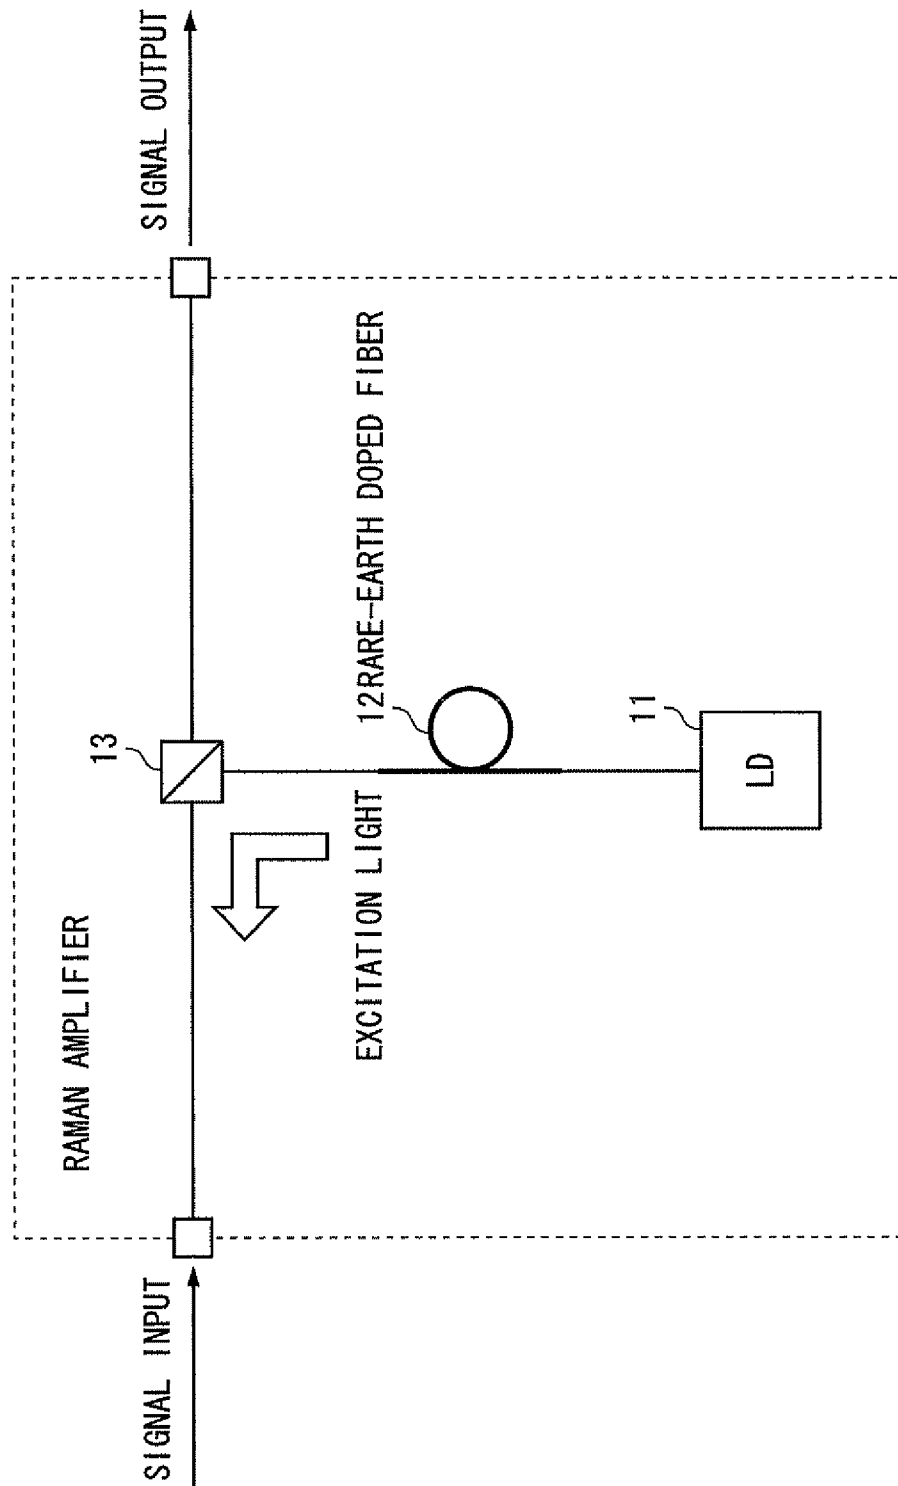 RAMAN AMPLIFIER
SIGNAL INPUT
13
SIGNAL OUTPUT
EXCITATION LIGHT
12RARE-EARTH DOPED FIBER
11
LD